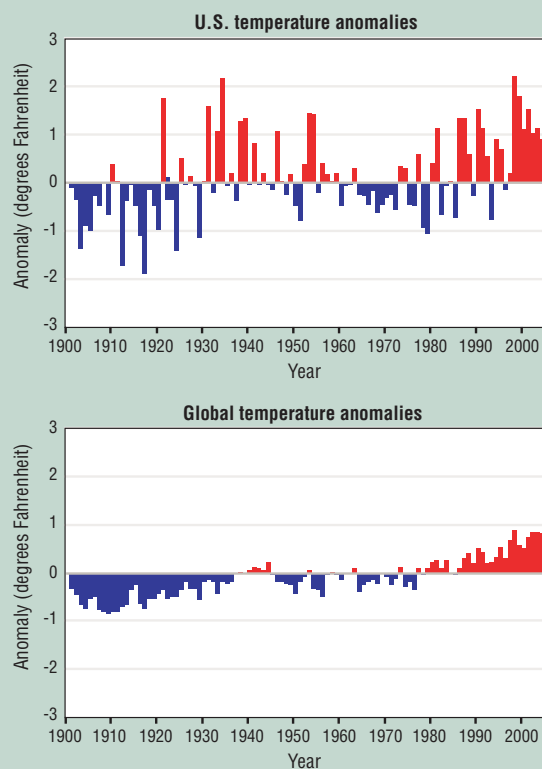 U.S. temperature anomalies
Anomaly (degrees Fahrenheit)
3
2
1
0
-1
-2
-3
1900 1910 1920 1930 1940 1950 1960 1970 1980 1990 2000
Year
Global temperature anomalies
Anomaly (degrees Fahrenheit)
3
2
1
0
-1
-2
-3
1900 1910 1920 1930 1940 1950 1960 1970 1980 1990 2000
Year